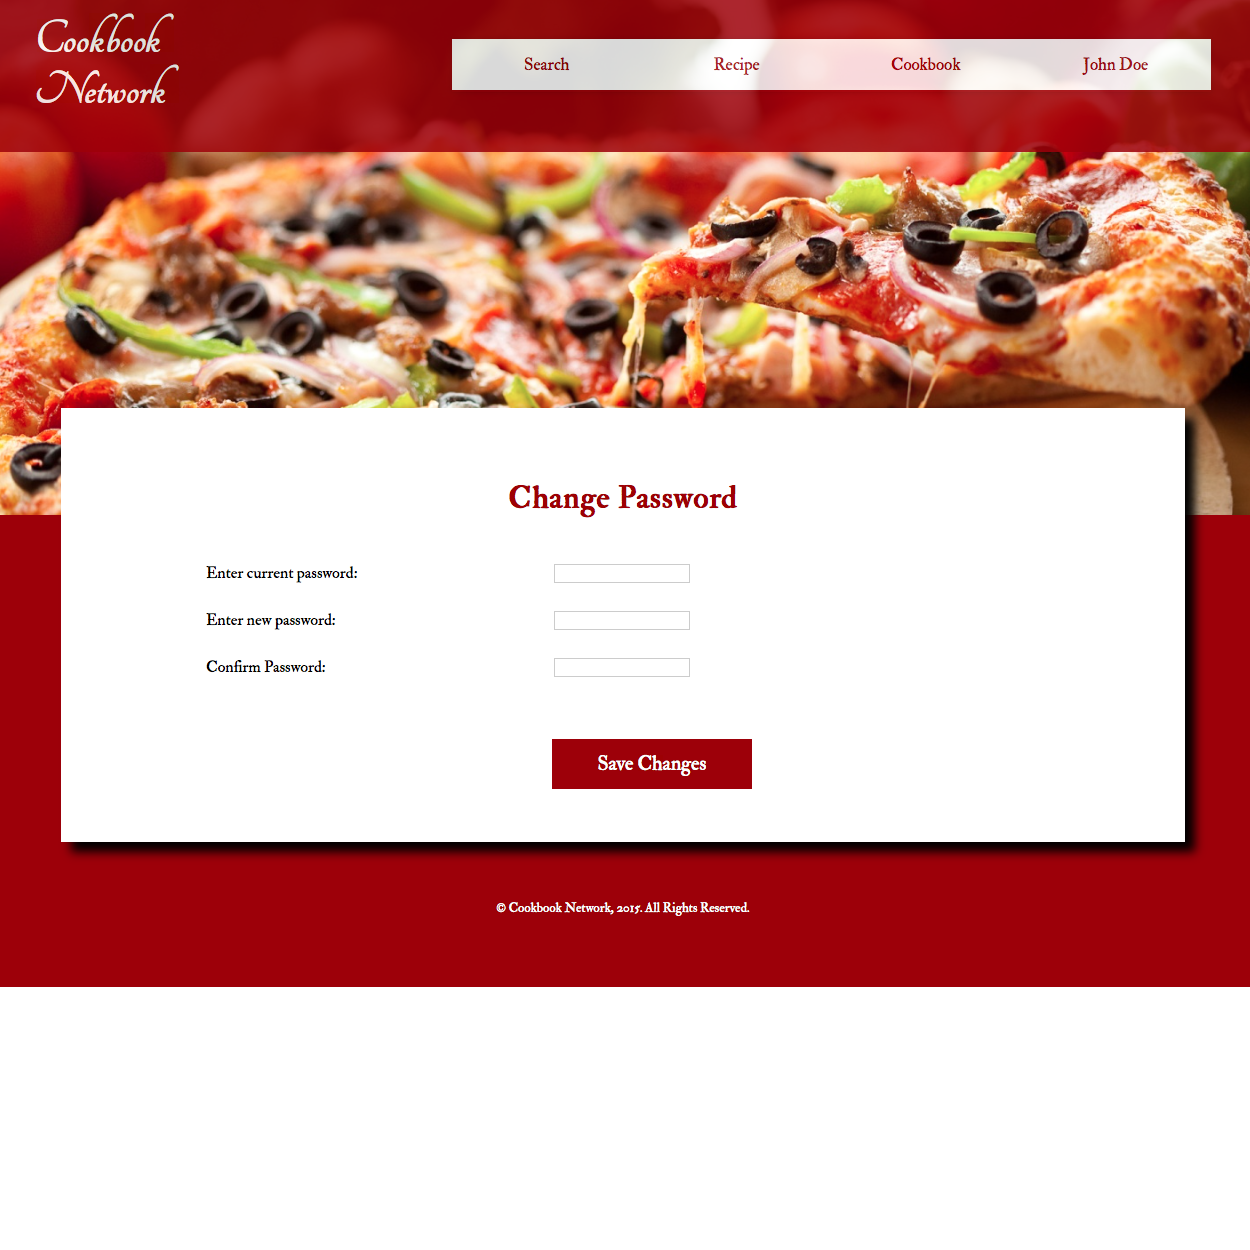 Cookbook
Network
Search
Recipe
Cookbook
John Doe
Change Password
Enter current password:
Enter new password:
Confirm Password:
Save Changes
© Cookbook Network, 2015. All Rights Reserved.